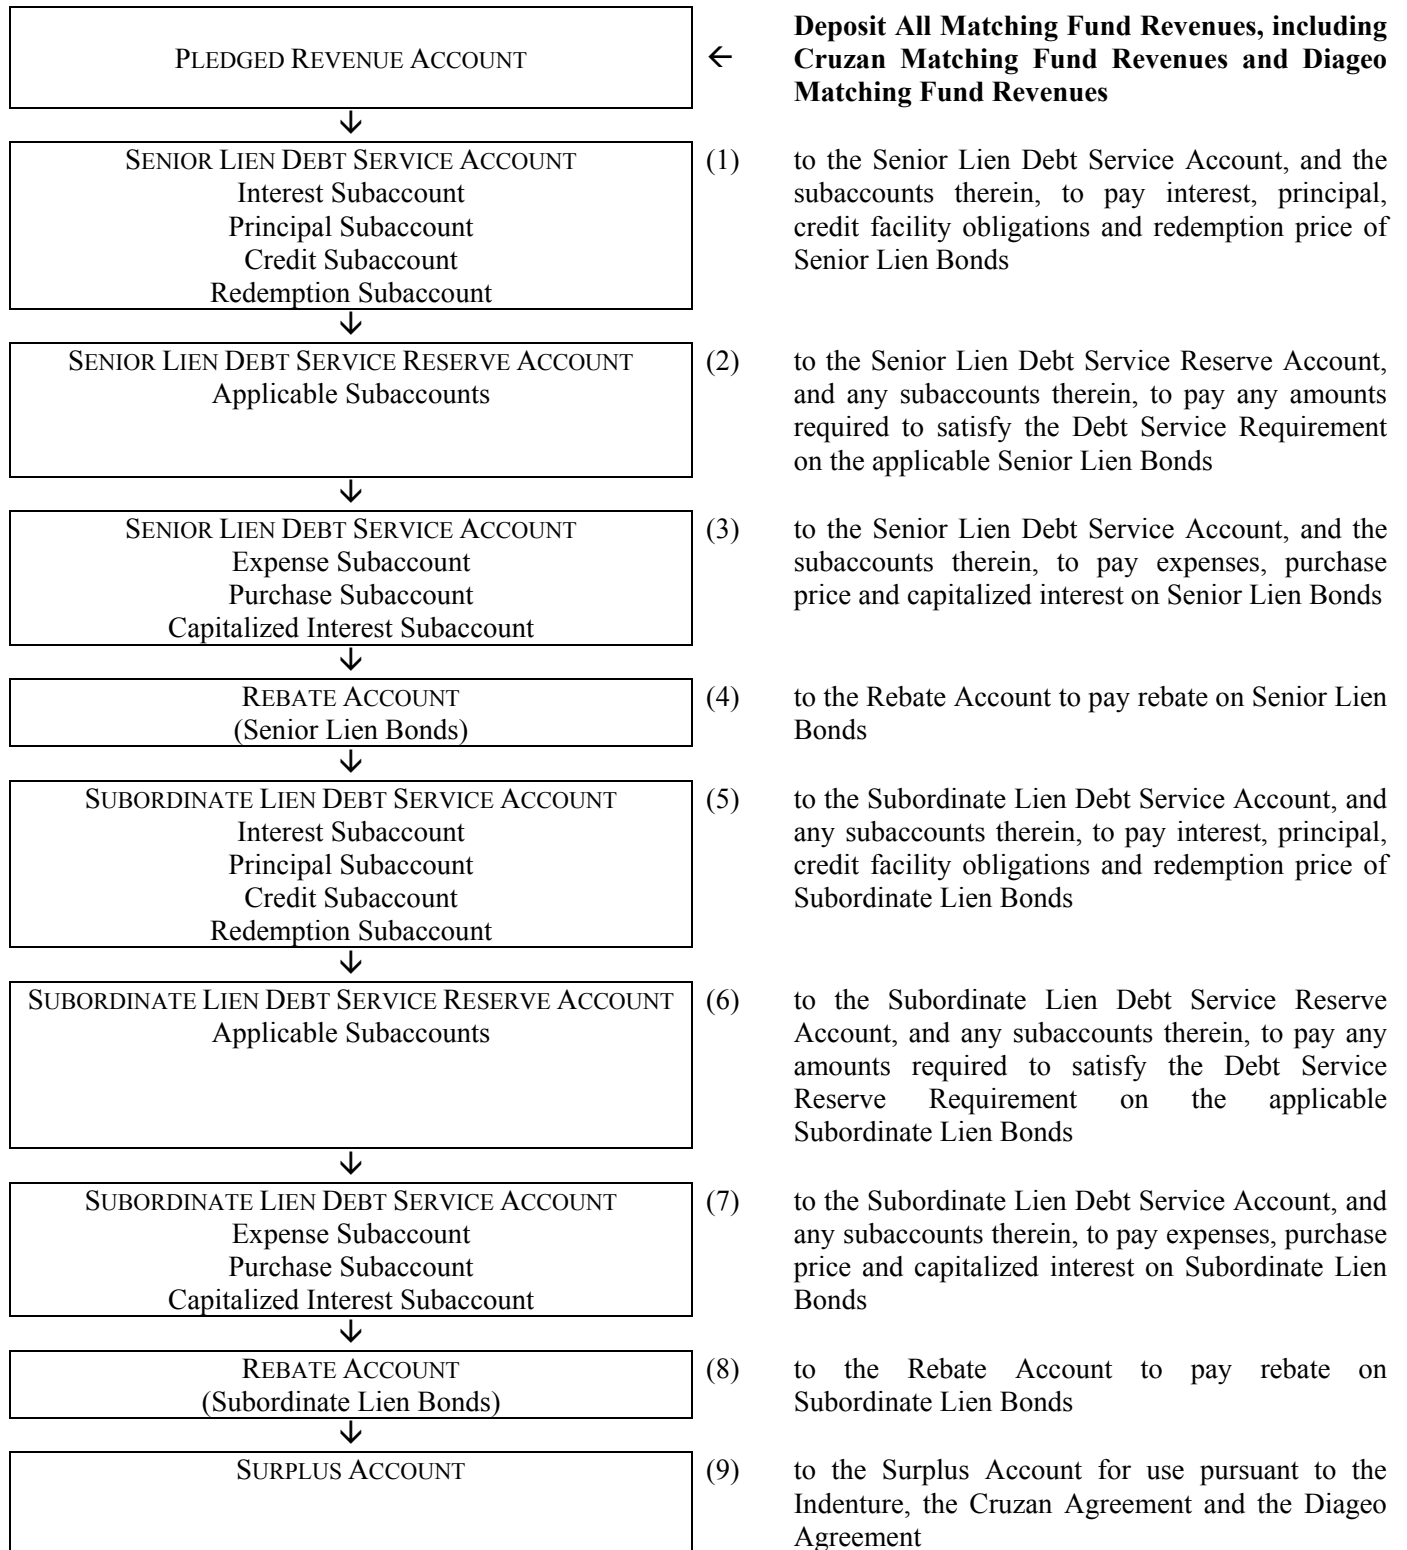 PLEDGED REVENUE ACCOUNT
←
Deposit All Matching Fund Revenues, including
Cruzan Matching Fund Revenues and Diageo
Matching Fund Revenues
↓
SENIOR LIEN DEBT SERVICE ACCOUNT
Interest Subaccount
Principal Subaccount
Credit Subaccount
Redemption Subaccount
(1)
to the Senior Lien Debt Service Account, and the
subaccounts therein, to pay interest, principal,
credit facility obligations and redemption price of
Senior Lien Bonds
↓
SENIOR LIEN DEBT SERVICE RESERVE ACCOUNT
Applicable Subaccounts
(2)
to the Senior Lien Debt Service Reserve Account,
and any subaccounts therein, to pay any amounts
required to satisfy the Debt Service Requirement
on the applicable Senior Lien Bonds
↓
SENIOR LIEN DEBT SERVICE ACCOUNT
Expense Subaccount
Purchase Subaccount
Capitalized Interest Subaccount
(3)
to the Senior Lien Debt Service Account, and the
subaccounts therein, to pay expenses, purchase
price and capitalized interest on Senior Lien Bonds
↓
REBATE ACCOUNT
(Senior Lien Bonds)
(4)
to the Rebate Account to pay rebate on Senior Lien
Bonds
↓
SUBORDINATE LIEN DEBT SERVICE ACCOUNT
Interest Subaccount
Principal Subaccount
Credit Subaccount
Redemption Subaccount
(5)
to the Subordinate Lien Debt Service Account, and
any subaccounts therein, to pay interest, principal,
credit facility obligations and redemption price of
Subordinate Lien Bonds
↓
SUBORDINATE LIEN DEBT SERVICE RESERVE ACCOUNT
Applicable Subaccounts
(6)
to the Subordinate Lien Debt Service Reserve
Account, and any subaccounts therein, to pay any
amounts required to satisfy the Debt Service
Reserve Requirement on the applicable
Subordinate Lien Bonds
↓
SUBORDINATE LIEN DEBT SERVICE ACCOUNT
Expense Subaccount
Purchase Subaccount
Capitalized Interest Subaccount
(7)
to the Subordinate Lien Debt Service Account, and
any subaccounts therein, to pay expenses, purchase
price and capitalized interest on Subordinate Lien
Bonds
↓
REBATE ACCOUNT
(Subordinate Lien Bonds)
(8)
to the Rebate Account to pay rebate on
Subordinate Lien Bonds
↓
SURPLUS ACCOUNT
(9)
to the Surplus Account for use pursuant to the
Indenture, the Cruzan Agreement and the Diageo
Agreement